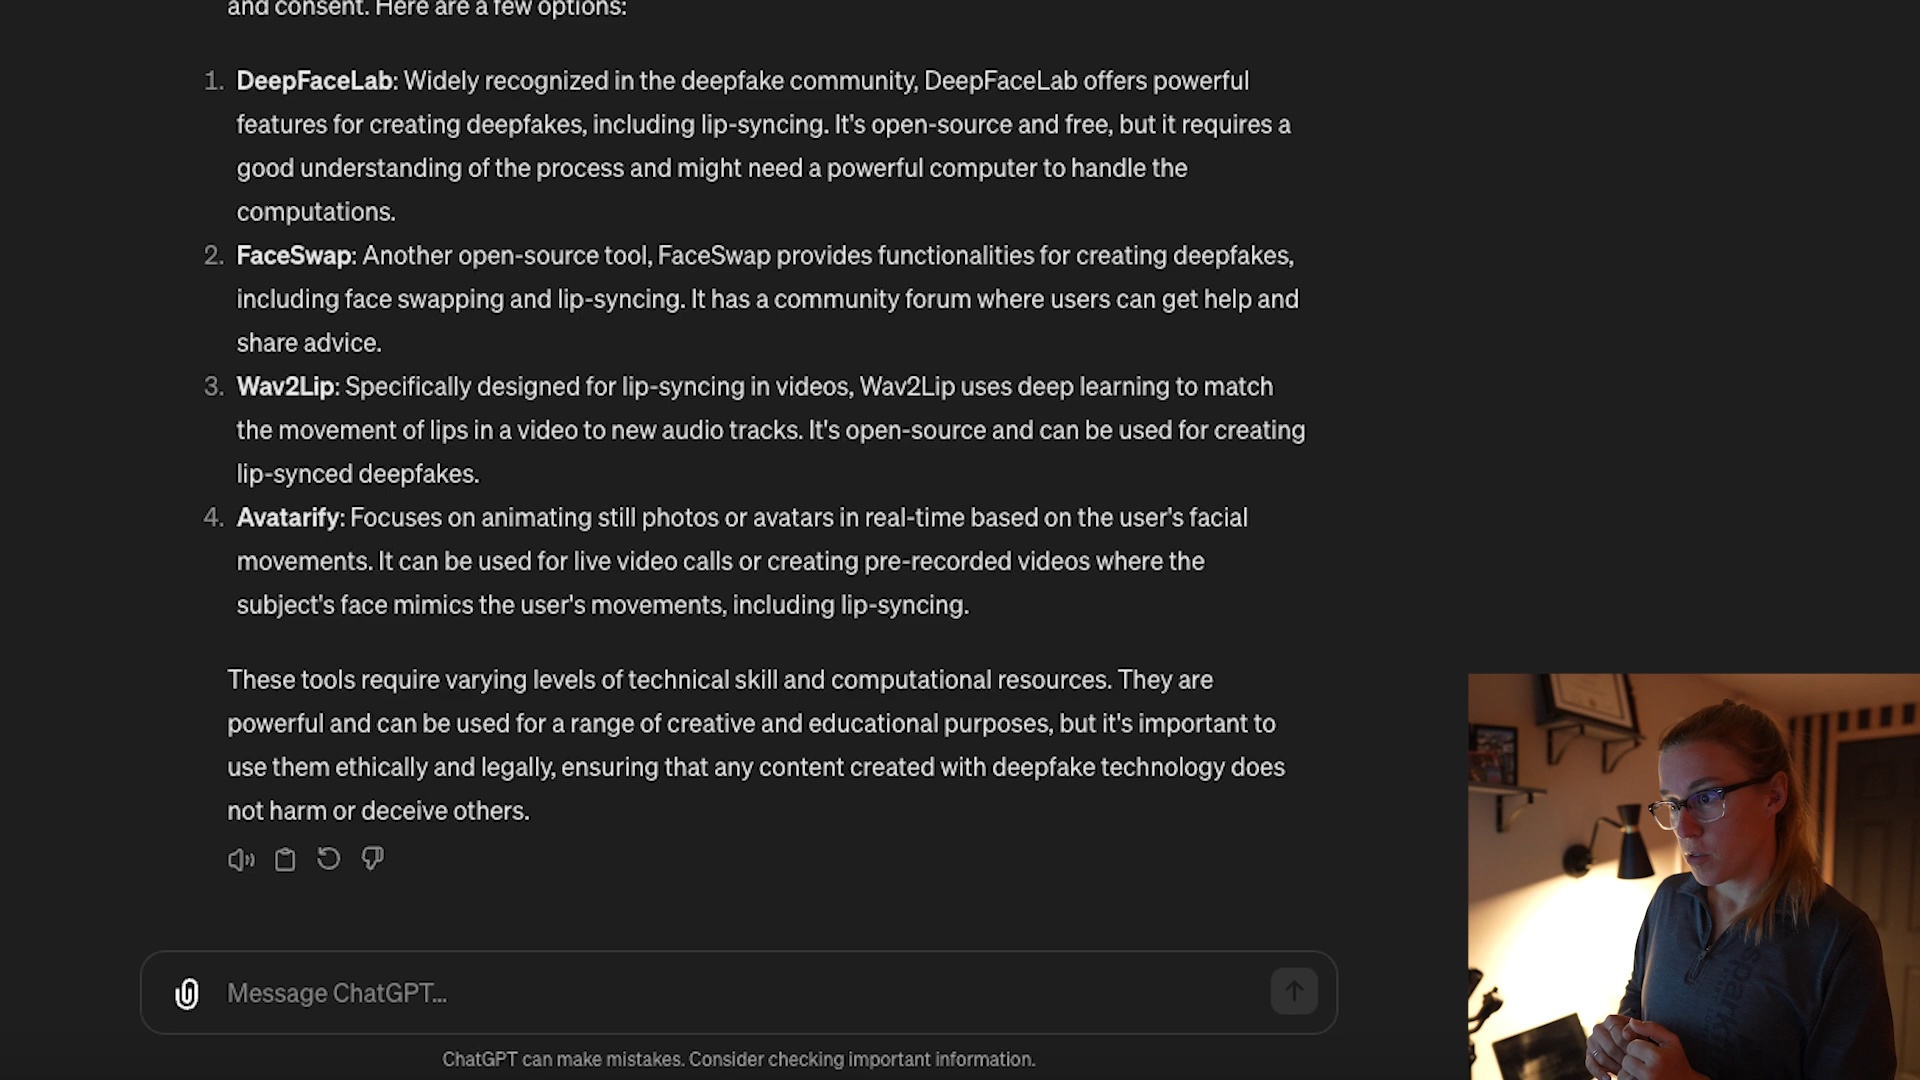 and consent. Here are a few options:
1. DeepFaceLab: Widely recognized in the deepfake community, DeepFaceLab offers powerful
features for creating deepfakes, including lip-syncing. It's open-source and free, but it requires a
good understanding of the process and might need a powerful computer to handle the
computations.
2. FaceSwap: Another open-source tool, FaceSwap provides functionalities for creating deepfakes,
including face swapping and lip-syncing. It has a community forum where users can get help and
share advice.
3. Wav2Lip: Specifically designed for lip-syncing in videos, Wav2Lip uses deep learning to match
the movement of lips in a video to new audio tracks. It's open-source and can be used for creating
lip-synced deepfakes.
4. Avatarify: Focuses on animating still photos or avatars in real-time based on the user's facial
movements. It can be used for live video calls or creating pre-recorded videos where the
subject's face mimics the user's movements, including lip-syncing.
These tools require varying levels of technical skill and computational resources. They are
powerful and can be used for a range of creative and educational purposes, but it's important to
use them ethically and legally, ensuring that any content created with deepfake technology does
not harm or deceive others.
Message ChatGPT...
ChatGPT can make mistakes. Consider checking important information.